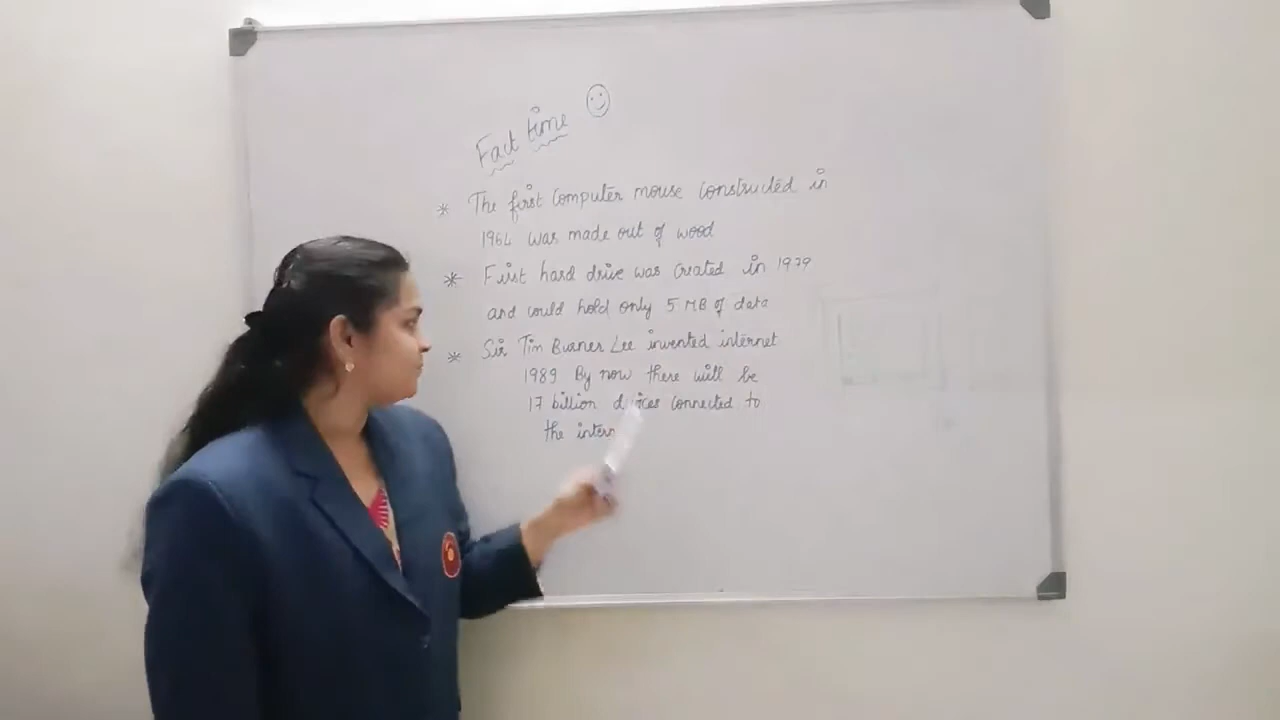 Fact time
* The first computer mouse constructed in
1964 was made out of wood
* First hard drive was created in 1979
and could hold only 5 MB of data
* Sir Tim Burner Lee invented internet
1989. By now there will be
17 billion connected to
the